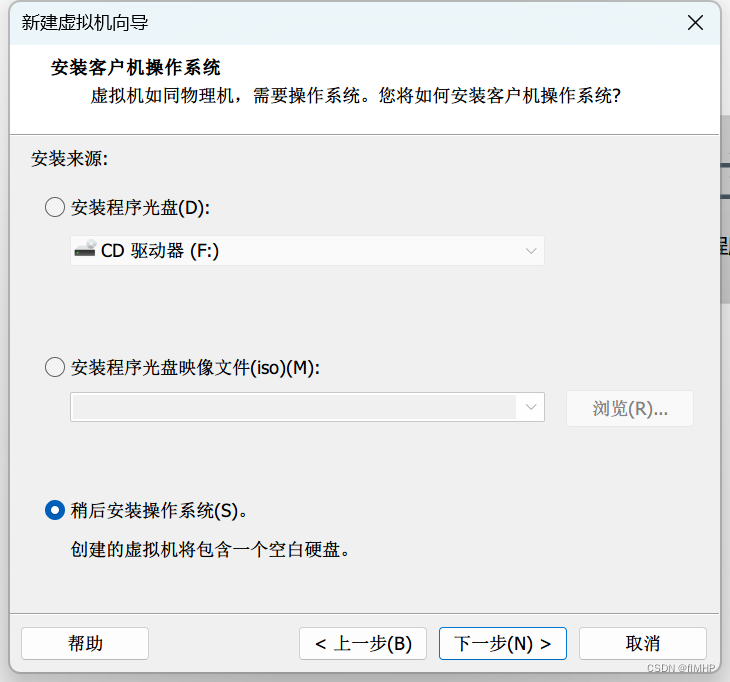 新建虚拟机向导
安装客户机操作系统
虚拟机如同物理机，需要操作系统。您将如何安装客户机操作系统?
安装来源:
安装程序光盘(D):
CD 驱动器 (F:)
安装程序光盘映像文件(iso)(M):
浏览(R)...
稍后安装操作系统(S)。
创建的虚拟机将包含一个空白硬盘。
帮助
< 上一步(B)
下一步(N) >
取消
CSDN @flMHP